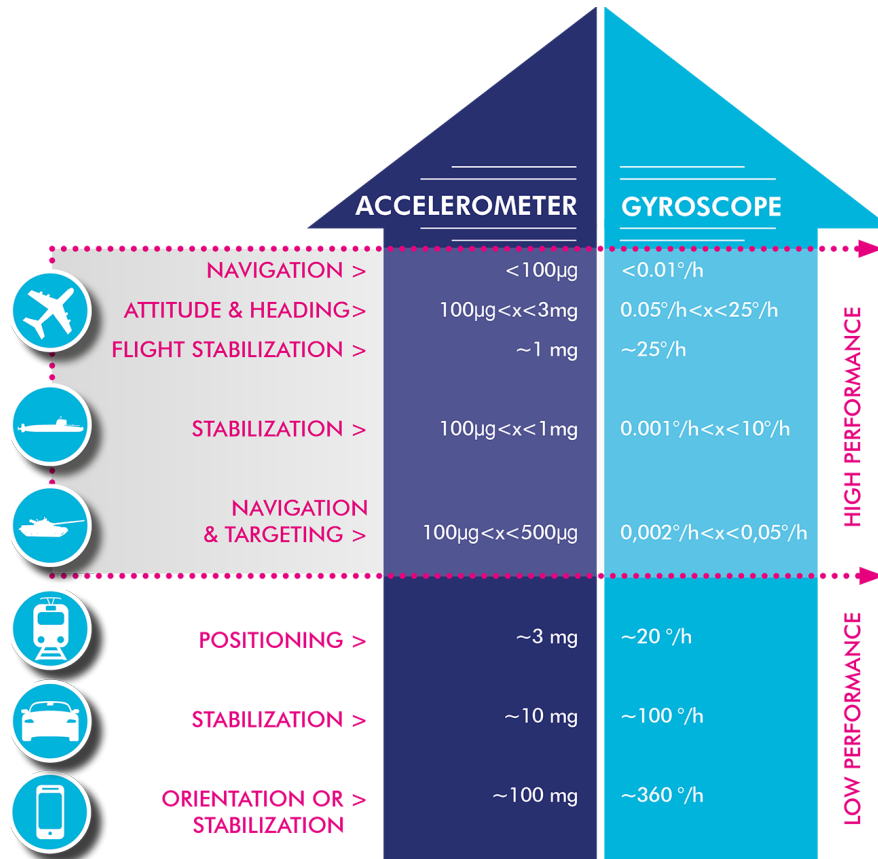 ACCELEROMETER GYROSCOPE
NAVIGATION > <100µg <0.01°/h
ATTITUDE & HEADING> 100µg<x<3mg 0.05°/h<x<25°/h
FLIGHT STABILIZATION > ~1 mg ~25°/h
STABILIZATION > 100µg<x<1mg 0.001°/h<x<10°/h
NAVIGATION
& TARGETING > 100µg<x<500µg 0,002°/h<x<0,05°/h
HIGH PERFORMANCE
POSITIONING > ~3 mg ~20 °/h
STABILIZATION > ~10 mg ~100 °/h
ORIENTATION OR > ~100 mg ~360 °/h
STABILIZATION
LOW PERFORMANCE